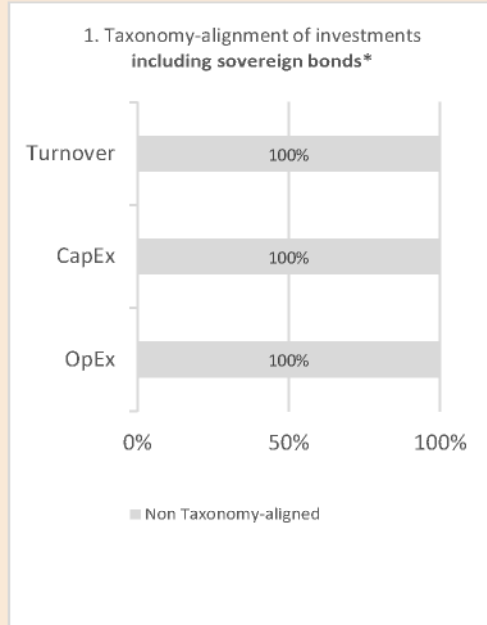 1. Taxonomy-alignment of investments
including sovereign bonds*
Turnover
100%
CapEx
100%
OpEx
100%
0%
50%
100%
Non Taxonomy-aligned